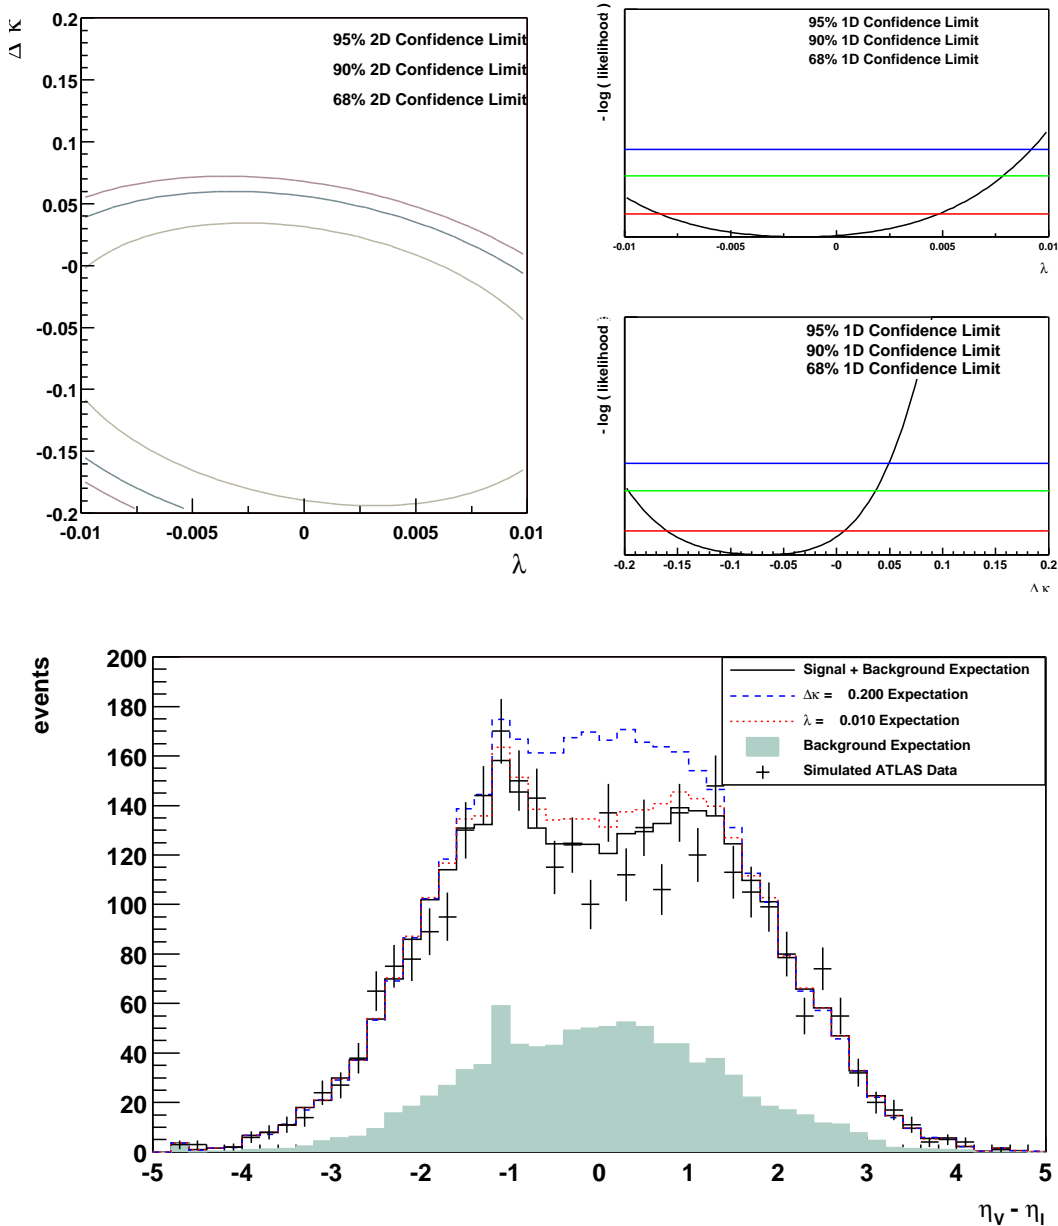 Δ κ
0.2
0.15
0.1
0.05
-0
-0.05
-0.1
-0.15
-0.2
-0.01 -0.005 0 0.005 0.01
λ
95% 2D Confidence Limit
90% 2D Confidence Limit
68% 2D Confidence Limit
- log ( likelihood )
95% 1D Confidence Limit
90% 1D Confidence Limit
68% 1D Confidence Limit
-0.01 -0.005 0 0.005 0.01
λ
- log ( likelihood )
95% 1D Confidence Limit
90% 1D Confidence Limit
68% 1D Confidence Limit
-0.2 -0.15 -0.1 -0.05 -0 0.05 0.1 0.15 0.2
Δ κ
events
200
180
160
140
120
100
80
60
40
20
0
-5 -4 -3 -2 -1 0 1 2 3 4 5
ηV - ηl
Signal + Background Expectation
Δκ = 0.200 Expectation
λ = 0.010 Expectation
Background Expectation
Simulated ATLAS Data